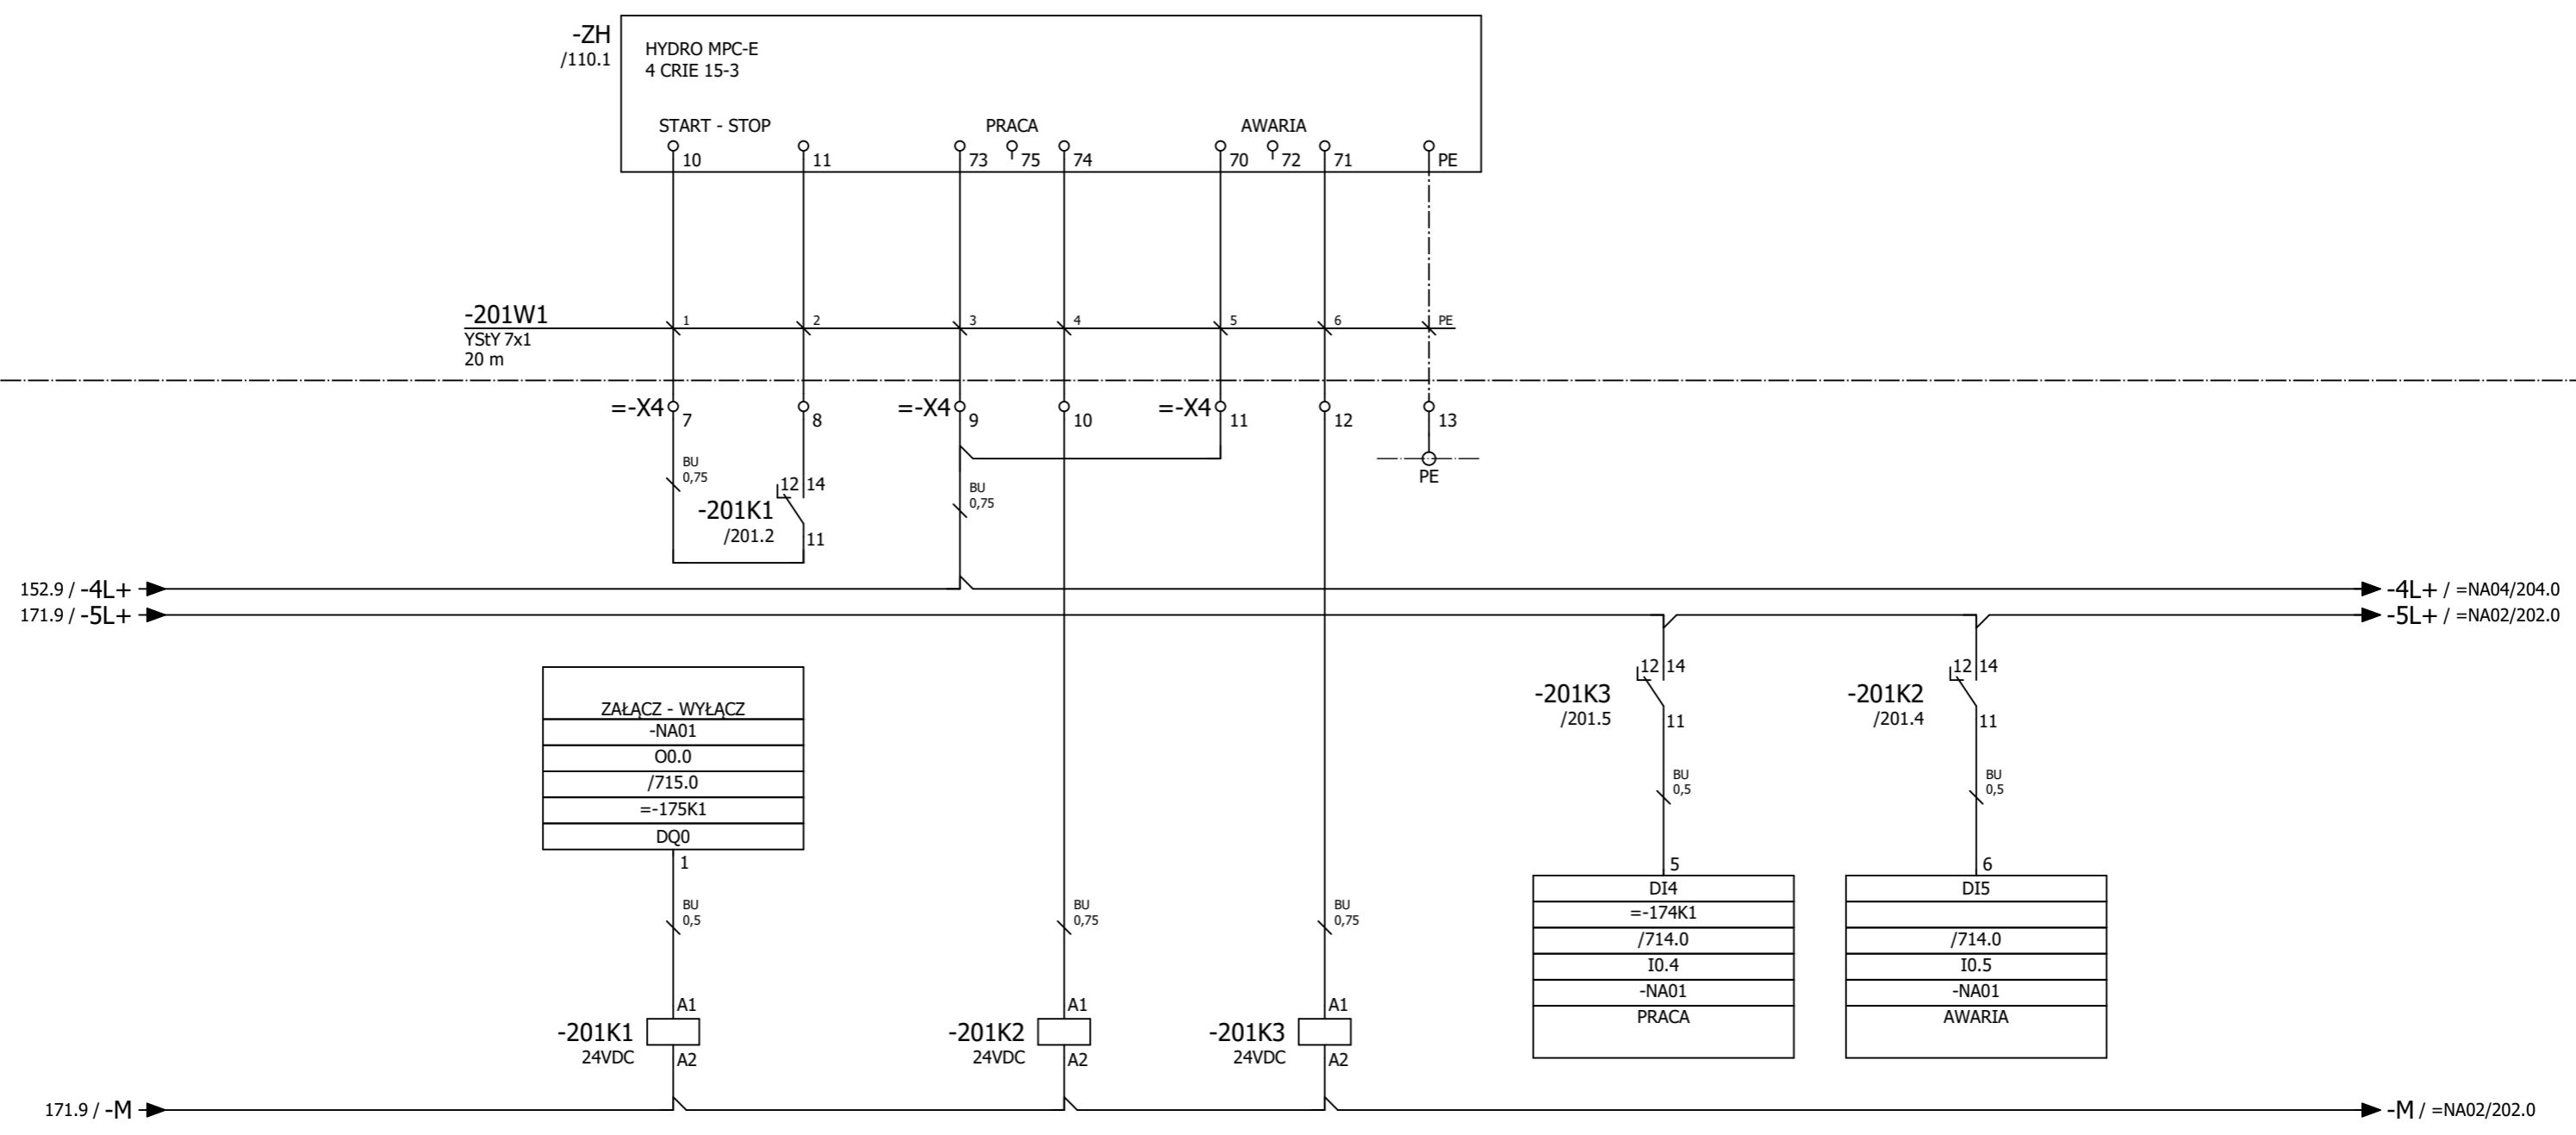 -ZH
/110.1
HYDRO MPC-E
4 CRIE 15-3
START - STOP
PRACA
AWARIA
10
11
73
75
74
70
72
71
PE
-201W1
YStY 7x1
20 m
1
2
3
4
5
6
PE
=-X4
7
8
=-X4
9
10
=-X4
11
12
13
PE
BU
0,75
12
14
-201K1
/201.2
11
BU
0,75
152.9 / -4L+
-4L+ / =NA04/204.0
171.9 / -5L+
-5L+ / =NA02/202.0
ZAŁĄCZ - WYŁĄCZ
-NA01
O0.0
/715.0
=-175K1
DQ0
1
BU
0,5
BU
0,75
BU
0,75
12
14
-201K3
/201.5
11
BU
0,5
12
14
-201K2
/201.4
11
BU
0,5
5
DI4
=-174K1
/714.0
I0.4
-NA01
PRACA
6
DI5
/714.0
I0.5
-NA01
AWARIA
A1
-201K1
24VDC
A2
A1
-201K2
24VDC
A2
A1
-201K3
24VDC
A2
171.9 / -M
-M / =NA02/202.0